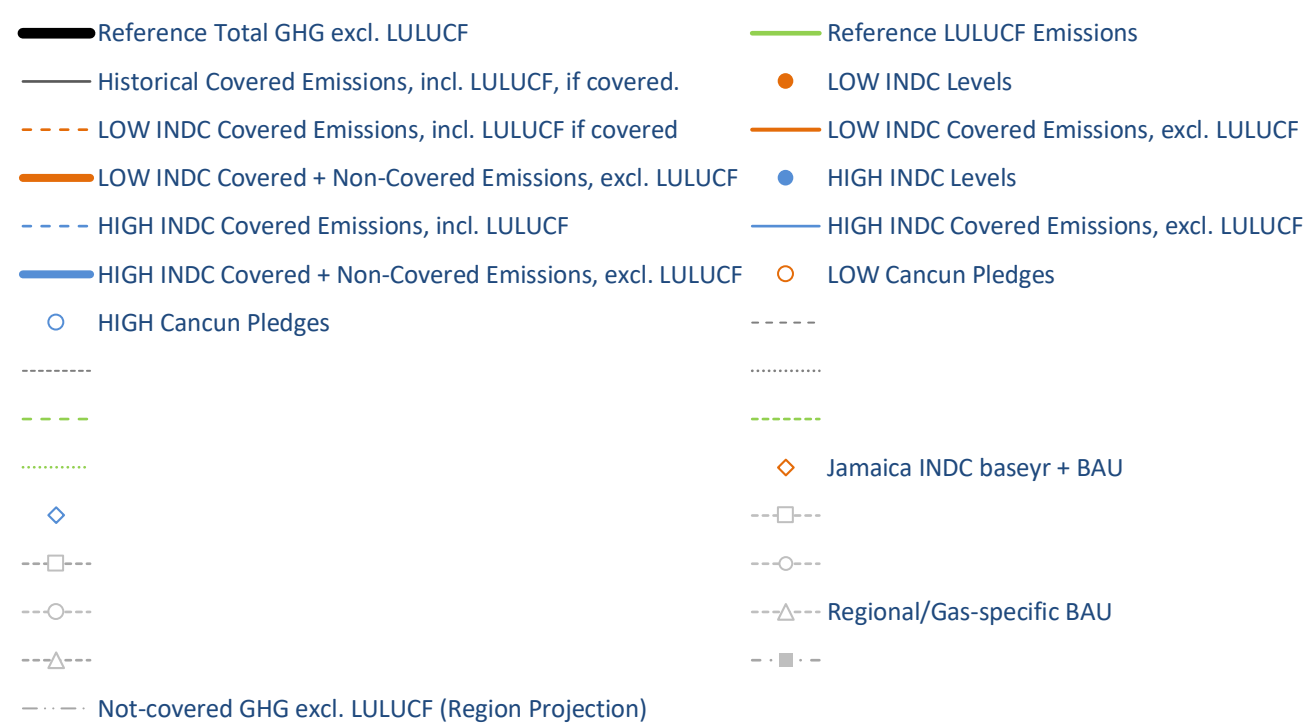 Reference Total GHG excl. LULUCF
Reference LULUCF Emissions
Historical Covered Emissions, incl. LULUCF, if covered.
LOW INDC Levels
LOW INDC Covered Emissions, incl. LULUCF if covered
LOW INDC Covered Emissions, excl. LULUCF
LOW INDC Covered + Non-Covered Emissions, excl. LULUCF
HIGH INDC Levels
HIGH INDC Covered Emissions, incl. LULUCF
HIGH INDC Covered Emissions, excl. LULUCF
HIGH INDC Covered + Non-Covered Emissions, excl. LULUCF
LOW Cancun Pledges
HIGH Cancun Pledges
Jamaica INDC baseyr + BAU
Regional/Gas-specific BAU
Not-covered GHG excl. LULUCF (Region Projection)